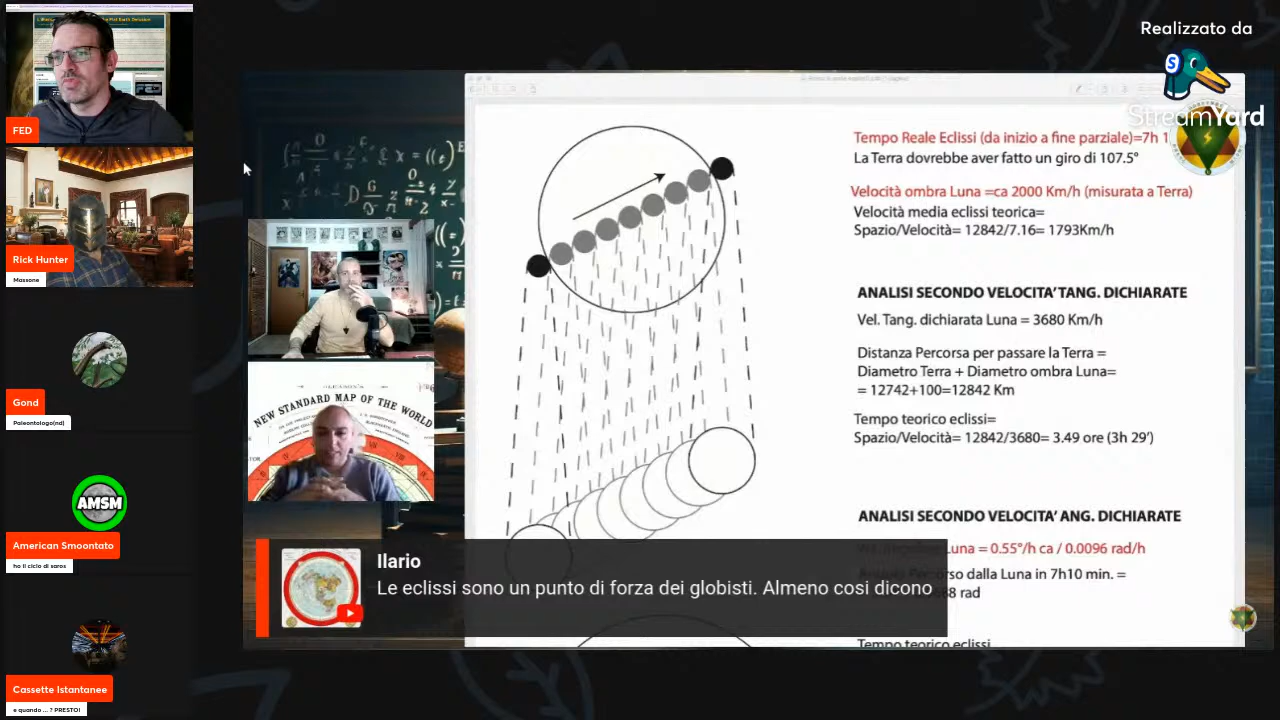 Realizzato da
StreamYard
FED
Rick Hunter
Massone
Gond
Paleontologo(nd)
AMSM
American Smoontato
ho il ciclo di saros
Cassette Istantanee
e quando ... ? PRESTO!
NEW STANDARD MAP OF THE WORLD
Tempo Reale Eclissi (da inizio a fine parziale)=7h 1
La Terra dovrebbe aver fatto un giro di 107.5°
Velocità ombra Luna =ca 2000 Km/h (misurata a Terra)
Velocità media eclissi teorica=
Spazio/Velocità= 12842/7.16= 1793Km/h
ANALISI SECONDO VELOCITA' TANG. DICHIARATE
Vel. Tang. dichiarata Luna = 3680 Km/h
Distanza Percorsa per passare la Terra =
Diametro Terra + Diametro ombra Luna=
= 12742+100=12842 Km
Tempo teorico eclissi=
Spazio/Velocità= 12842/3680= 3.49 ore (3h 29')
ANALISI SECONDO VELOCITA' ANG. DICHIARATE
Luna = 0.55°/h ca / 0.0096 rad/h
dalla Luna in 7h10 min. =
rad
Tempo teorico eclissi
Ilario
Le eclissi sono un punto di forza dei globisti. Almeno cosi dicono